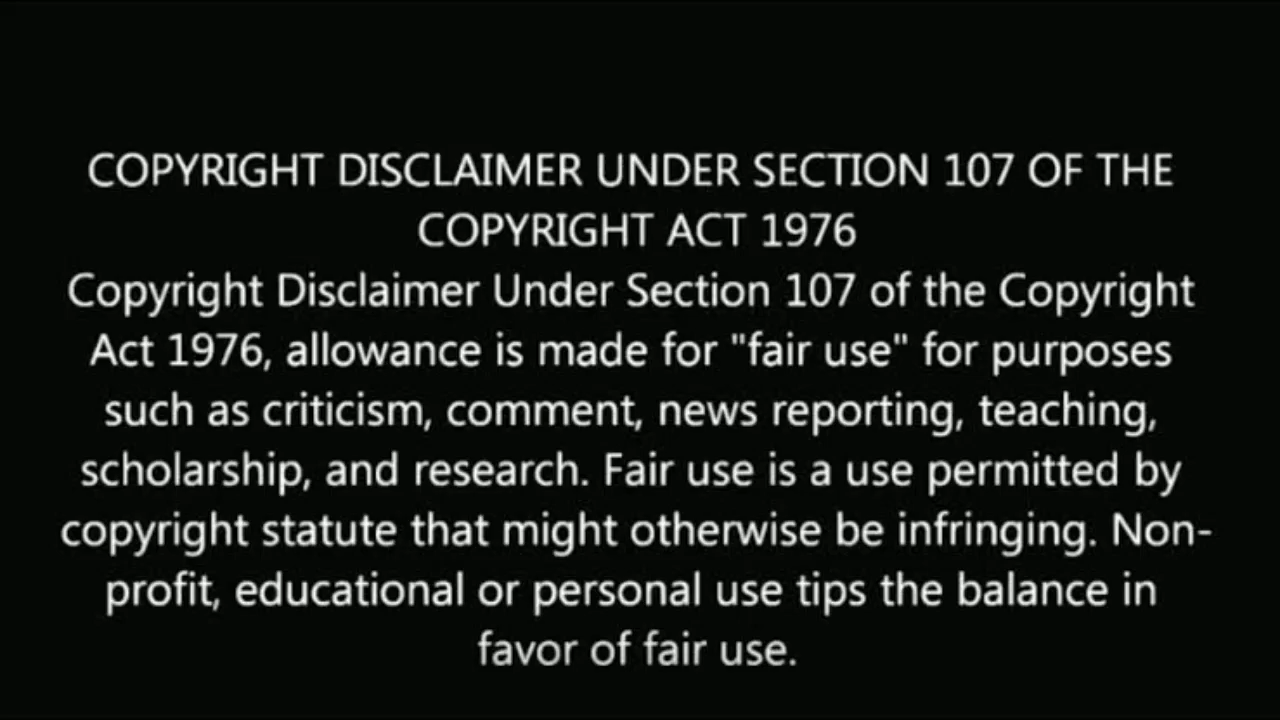 COPYRIGHT DISCLAIMER UNDER SECTION 107 OF THE
COPYRIGHT ACT 1976
Copyright Disclaimer Under Section 107 of the Copyright
Act 1976, allowance is made for "fair use" for purposes
such as criticism, comment, news reporting, teaching,
scholarship, and research. Fair use is a use permitted by
copyright statute that might otherwise be infringing. Non-
profit, educational or personal use tips the balance in
favor of fair use.